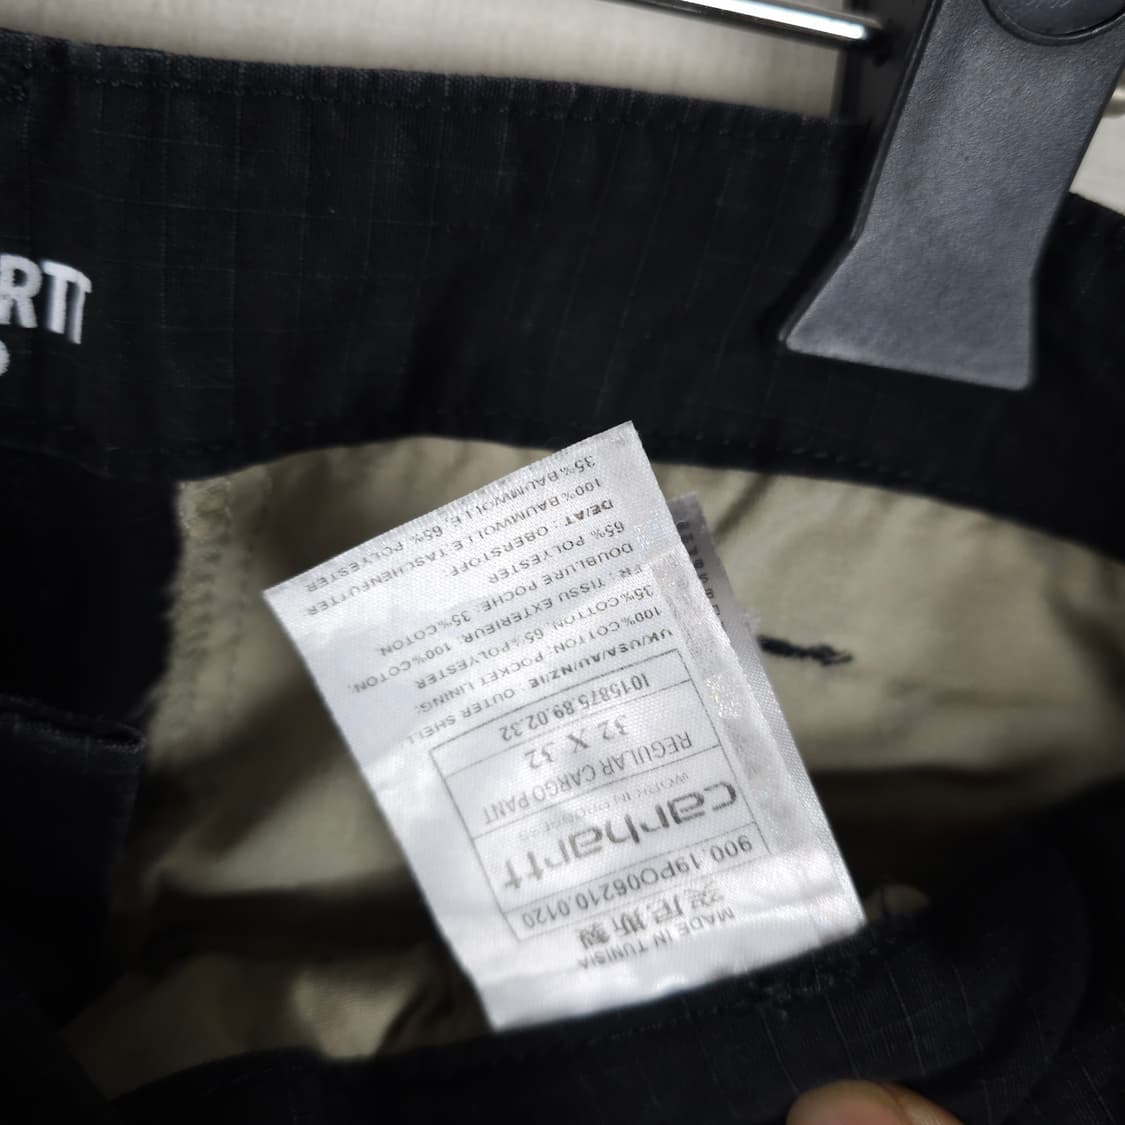 RTT
MADE IN TUNISIA
突尼斯製
900.19PO06210.0120
carhartt
WORK IN PROGRESS
REGULAR CARGO PANT
32 X 32
I015875.89.02.32
UK/USA/AU/NZ/IE : OUTER SHELL:
100%COTTON; POCKET LINING:
35%COTTON, 65%POLYESTER
FR : TISSU EXTERIEUR: 100%COTON;
DOUBLURE POCHE: 35%COTON,
65% POLYESTER
DE/AT : OBERSTOFF
100%BAUMWOLLE TASCHENFUTTER
35%BAUMWOLLE, 65% POLYESTER